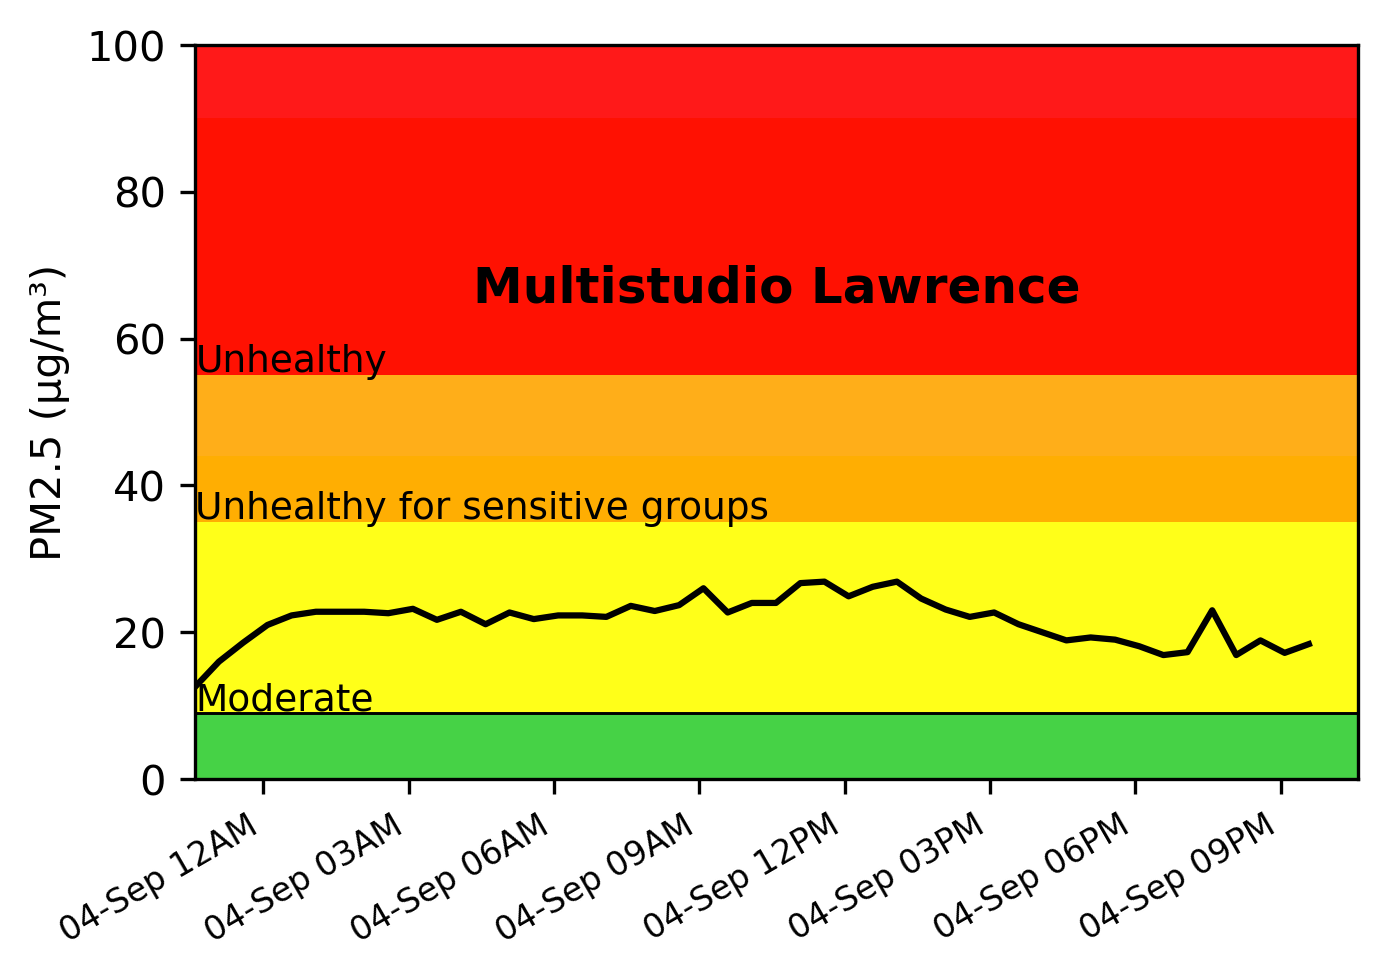 100
80
Multistudio Lawrence
60
Unhealthy
PM2.5 (µg/m³)
40
Unhealthy for sensitive groups
20
Moderate
0
04-Sep 12AM
04-Sep 03AM
04-Sep 06AM
04-Sep 09AM
04-Sep 12PM
04-Sep 03PM
04-Sep 06PM
04-Sep 09PM